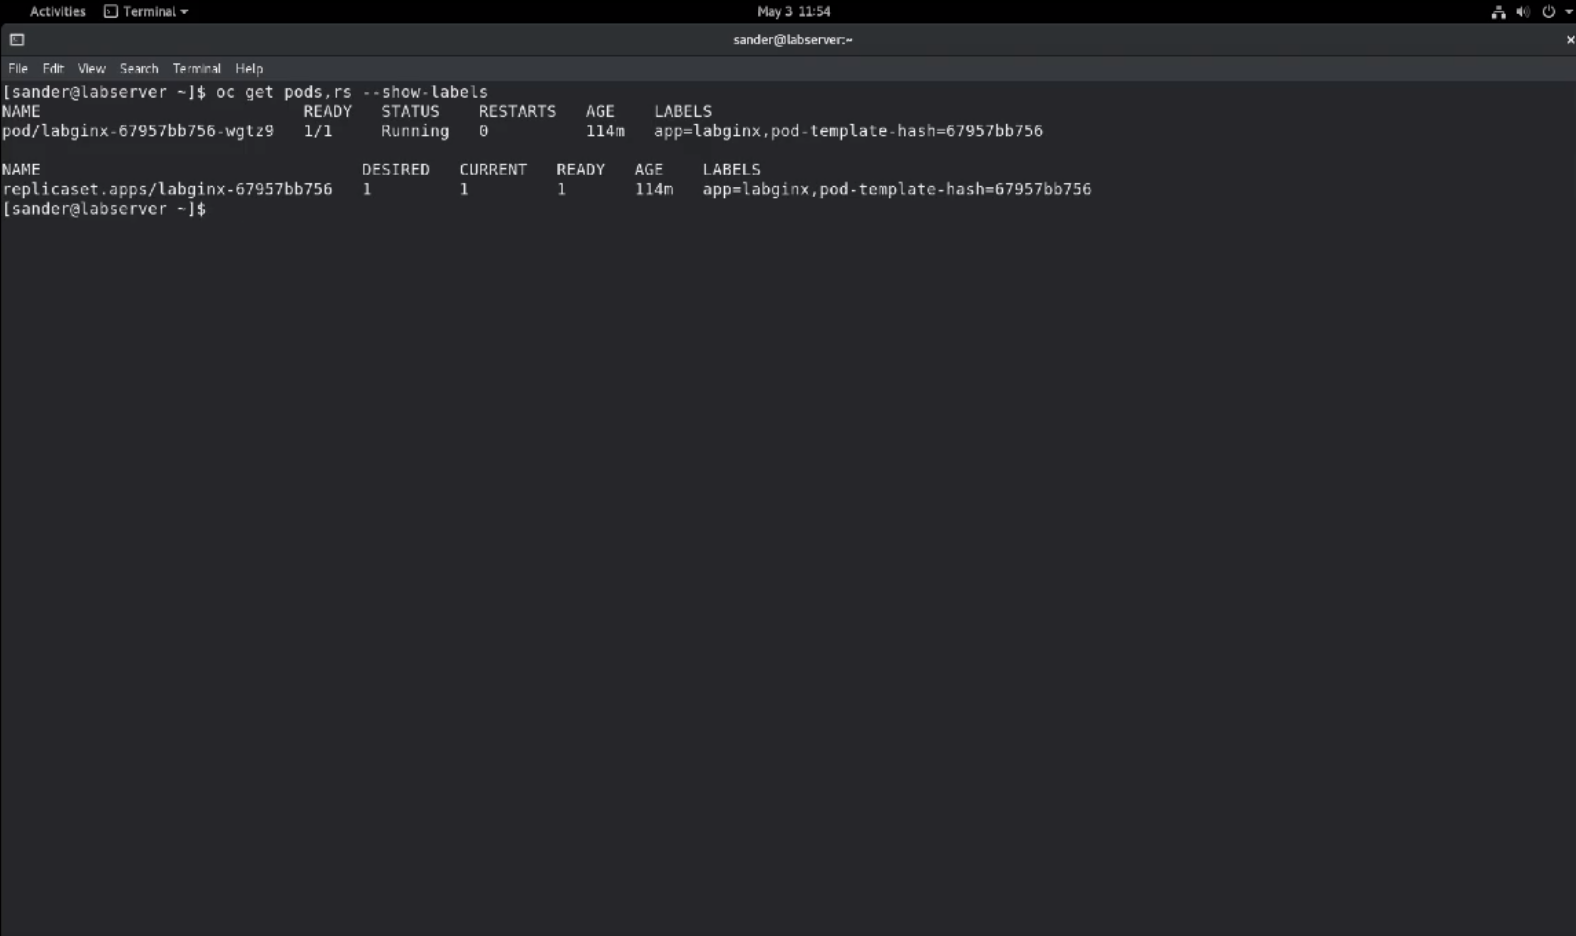 Activities Terminal May 3 11:54
sander@labserver:~ ×
File Edit View Search Terminal Help
[sander@labserver ~]$ oc get pods,rs --show-labels
NAME READY STATUS RESTARTS AGE LABELS
pod/labginx-67957bb756-wgtz9 1/1 Running 0 114m app=labginx,pod-template-hash=67957bb756
NAME DESIRED CURRENT READY AGE LABELS
replicaset.apps/labginx-67957bb756 1 1 1 114m app=labginx,pod-template-hash=67957bb756
[sander@labserver ~]$